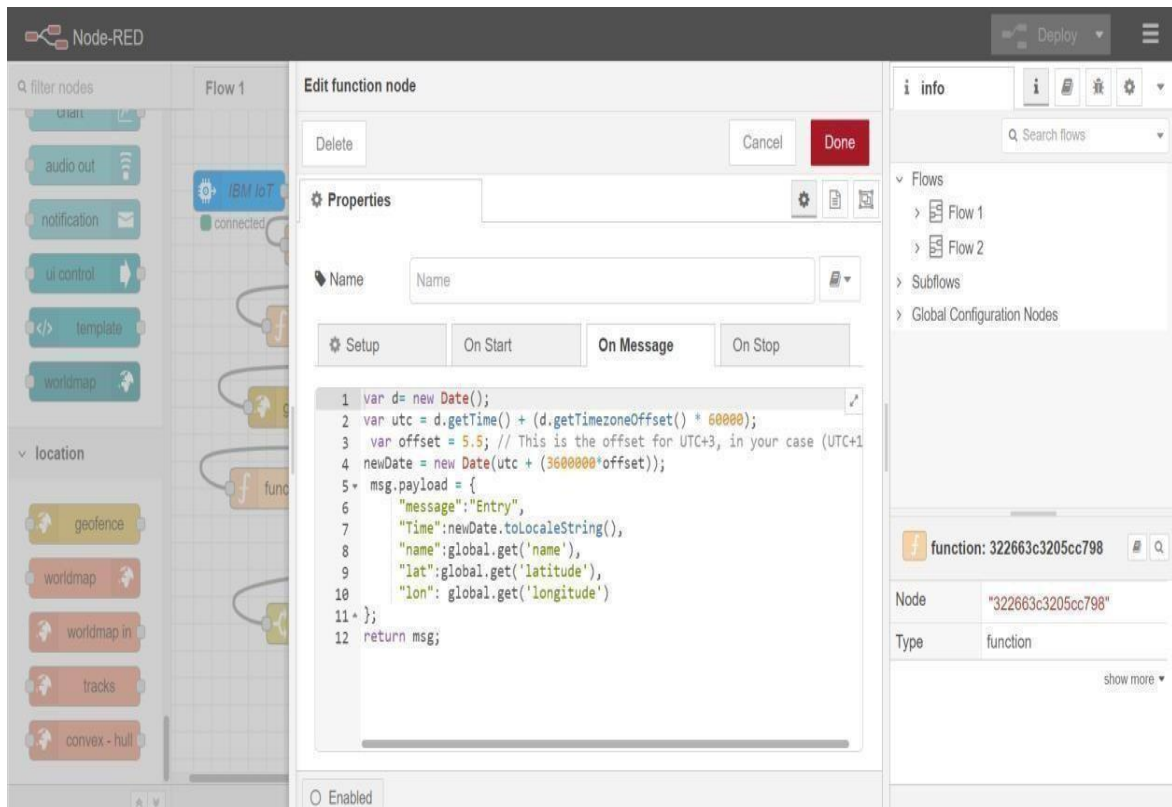 Node-RED
Deploy
filter nodes
chart
audio out
notification
ui control
template
worldmap
location
geofence
worldmap
worldmap in
tracks
convex - hull
Flow 1
IBM IoT
connected
g
func
Edit function node
Delete
Cancel
Done
Properties
Name
Name
Setup
On Start
On Message
On Stop
1 var d= new Date();
2 var utc = d.getTime() + (d.getTimezoneOffset() * 60000);
3 var offset = 5.5; // This is the offset for UTC+3, in your case (UTC+1
4 newDate = new Date(utc + (3600000*offset));
5 msg.payload = {
6 "message":"Entry",
7 "Time":newDate.toLocaleString(),
8 "name":global.get('name'),
9 "lat":global.get('latitude'),
10 "lon": global.get('longitude')
11 };
12 return msg;
Enabled
i info
i
Search flows
Flows
Flow 1
Flow 2
Subflows
Global Configuration Nodes
function: 322663c3205cc798
Node "322663c3205cc798"
Type function
show more